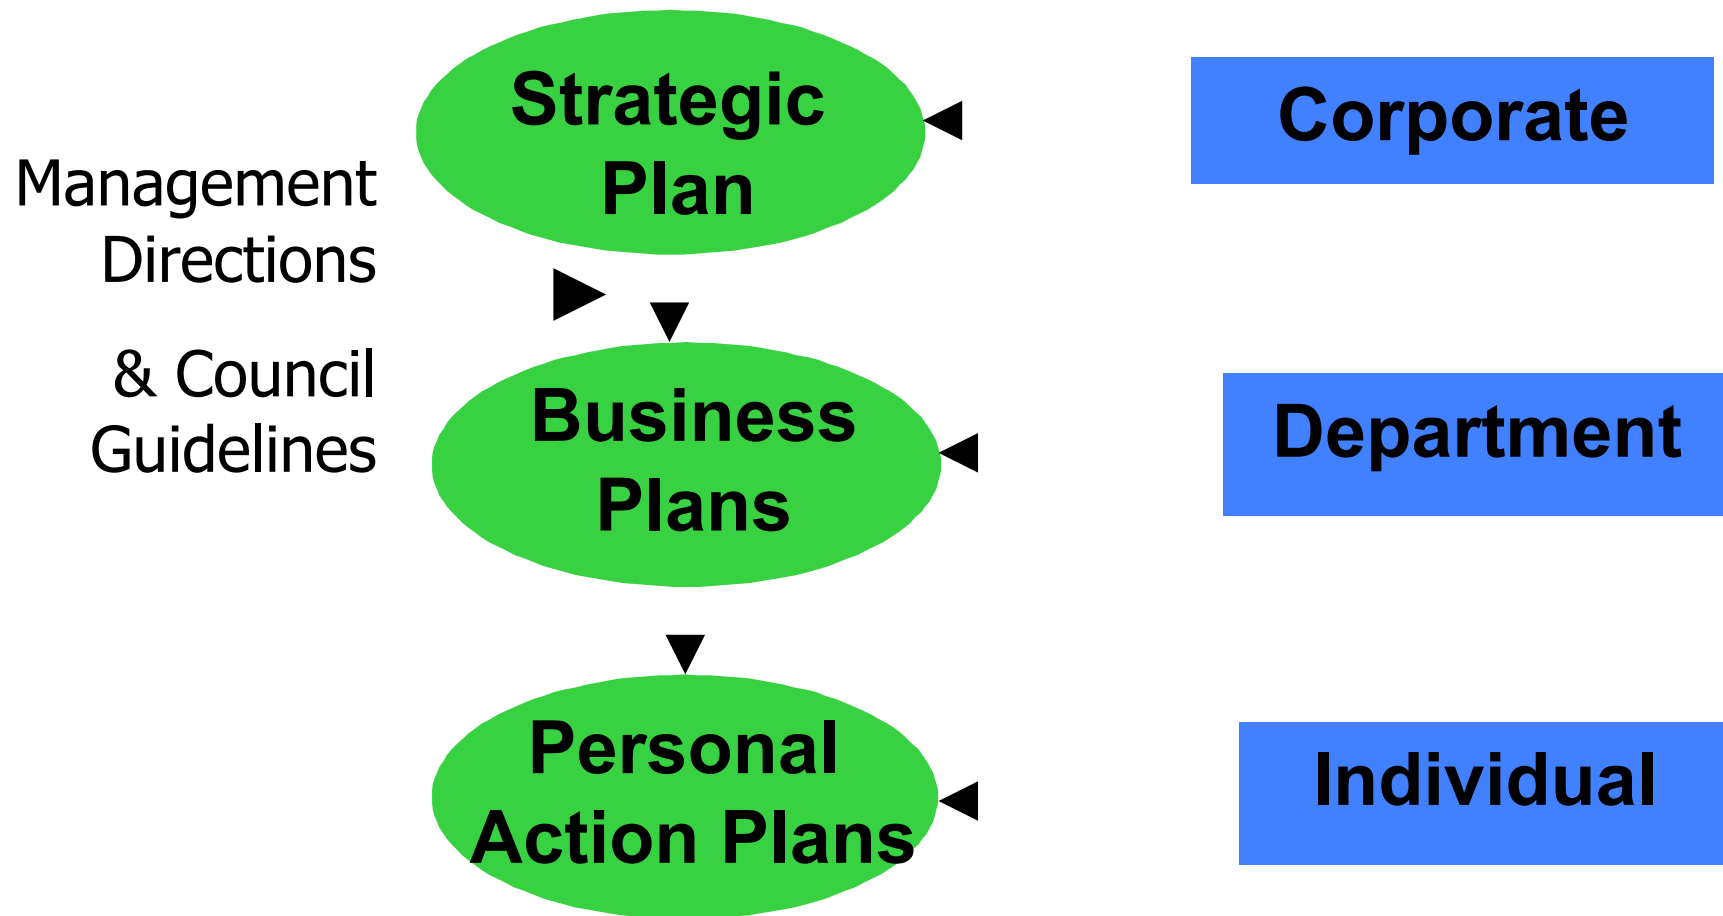 Strategic
Plan
Corporate
Management
Directions
& Council
Guidelines
Business
Plans
Department
Personal
Action Plans
Individual